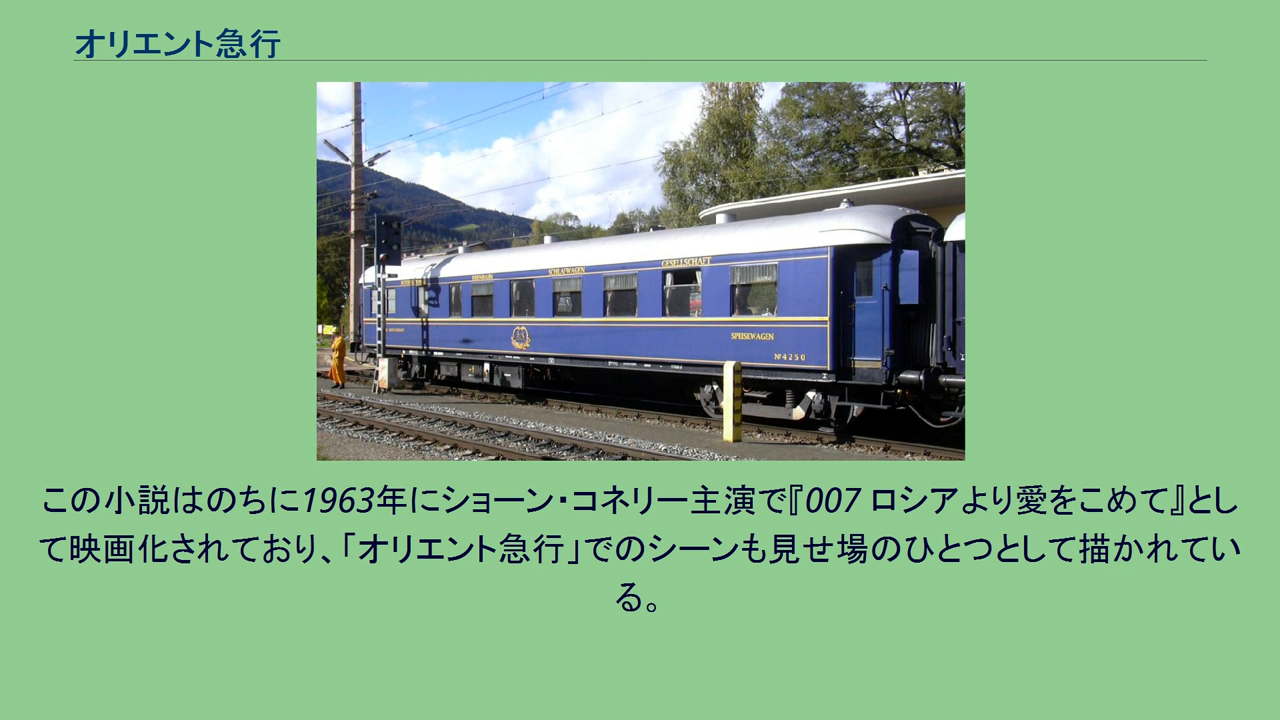 オリエント急行
SCHLAFWAGEN
GESELLSCHAFT
SPEISEWAGEN
№ 4250
この小説はのちに1963年にショーン・コネリー主演で『007 ロシアより愛をこめて』とし
て映画化されており、「オリエント急行」でのシーンも見せ場のひとつとして描かれてい
る。